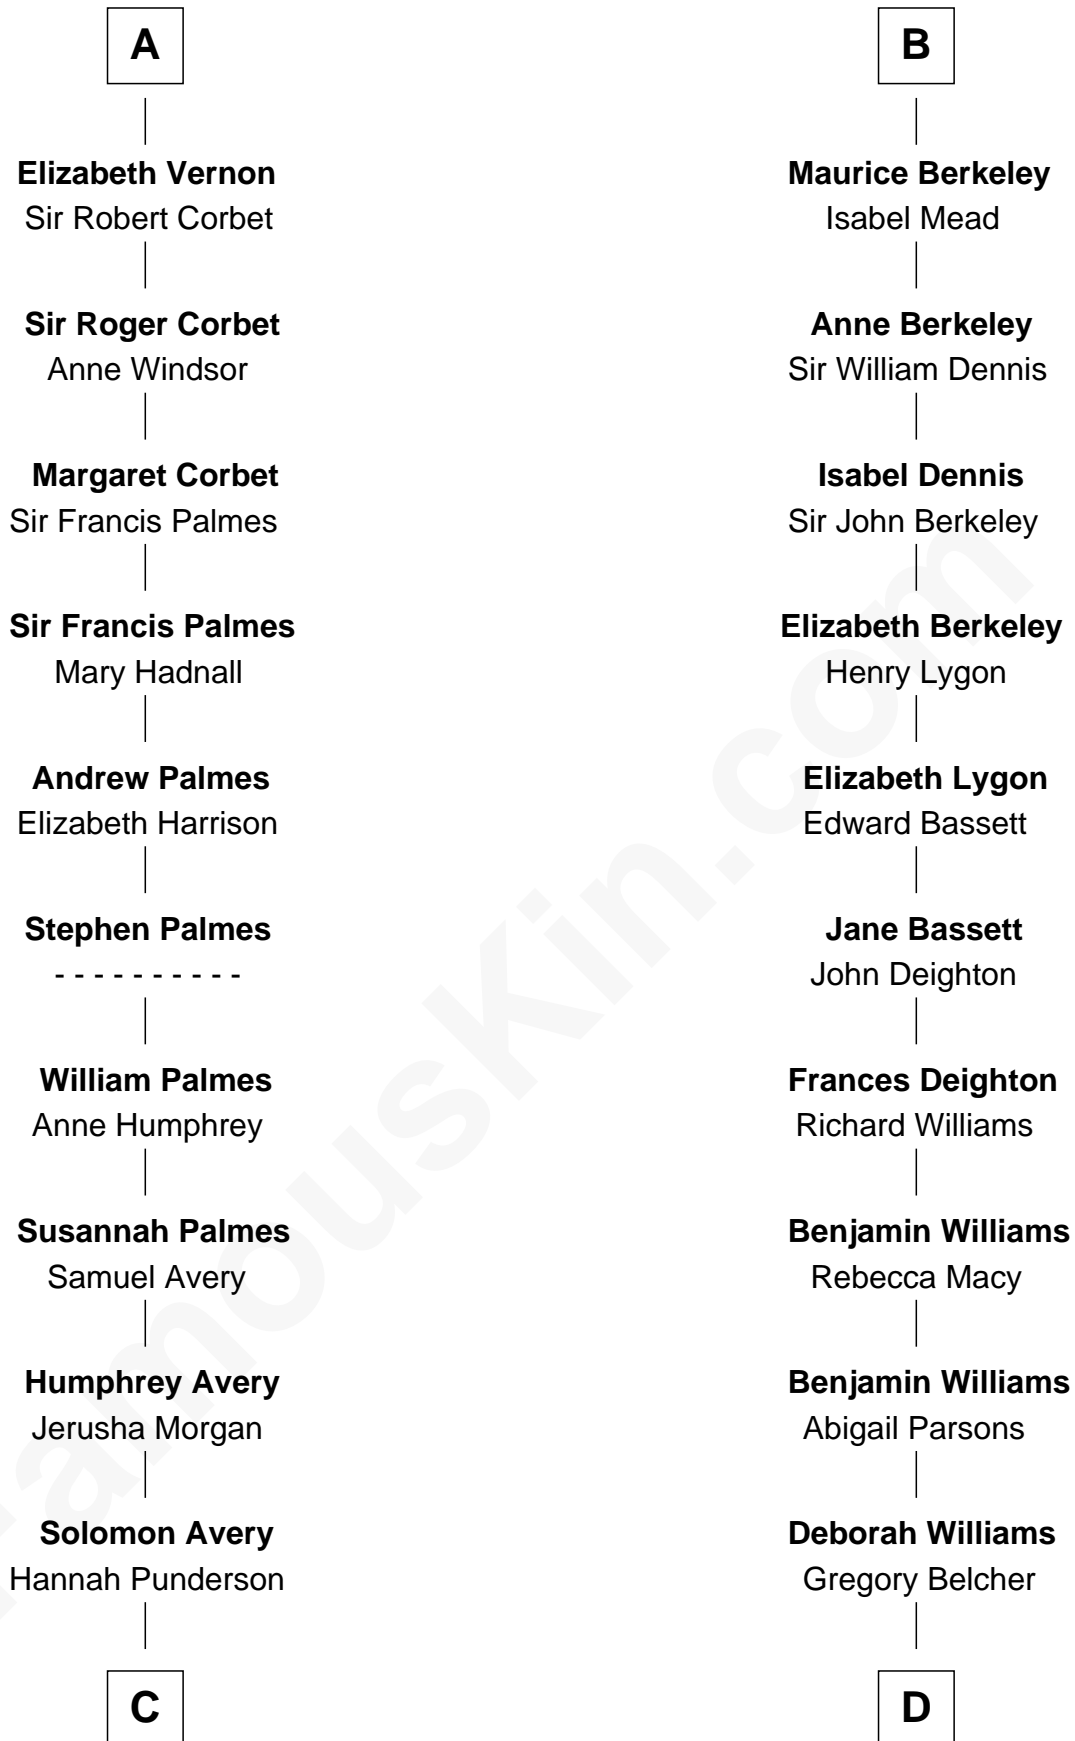 A
Elizabeth Vernon
Sir Robert Corbet
Sir Roger Corbet
Anne Windsor
Margaret Corbet
Sir Francis Palmes
Sir Francis Palmes
Mary Hadnall
Andrew Palmes
Elizabeth Harrison
Stephen Palmes
- - - - - - - - - -
William Palmes
Anne Humphrey
Susannah Palmes
Samuel Avery
Humphrey Avery
Jerusha Morgan
Solomon Avery
Hannah Punderson
C
B
Maurice Berkeley
Isabel Mead
Anne Berkeley
Sir William Dennis
Isabel Dennis
Sir John Berkeley
Elizabeth Berkeley
Henry Lygon
Elizabeth Lygon
Edward Bassett
Jane Bassett
John Deighton
Frances Deighton
Richard Williams
Benjamin Williams
Rebecca Macy
Benjamin Williams
Abigail Parsons
Deborah Williams
Gregory Belcher
D
FamousKin.com